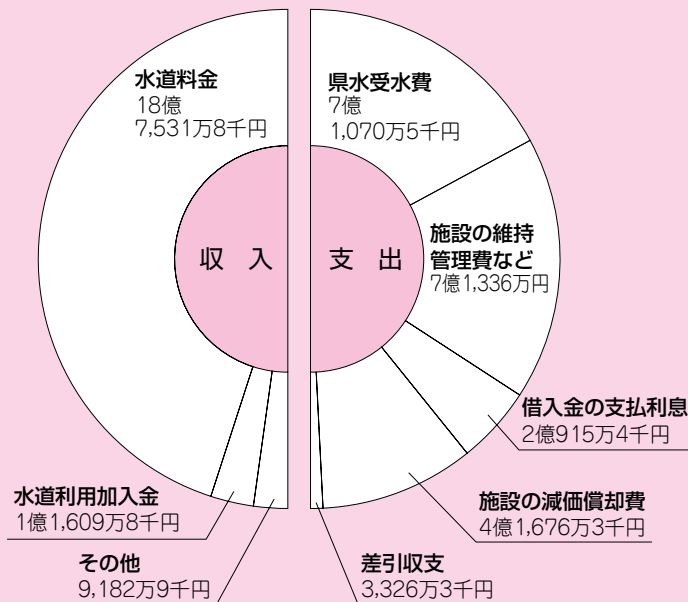 水道料金
18億
7,531万8千円
収入
水道利用加入金
1億1,609万8千円
その他
9,182万9千円
支出
県水受水費
7億
1,070万5千円
施設の維持
管理費など
7億1,336万円
借入金の支払利息
2億915万4千円
施設の減価償却費
4億1,676万3千円
差引収支
3,326万3千円